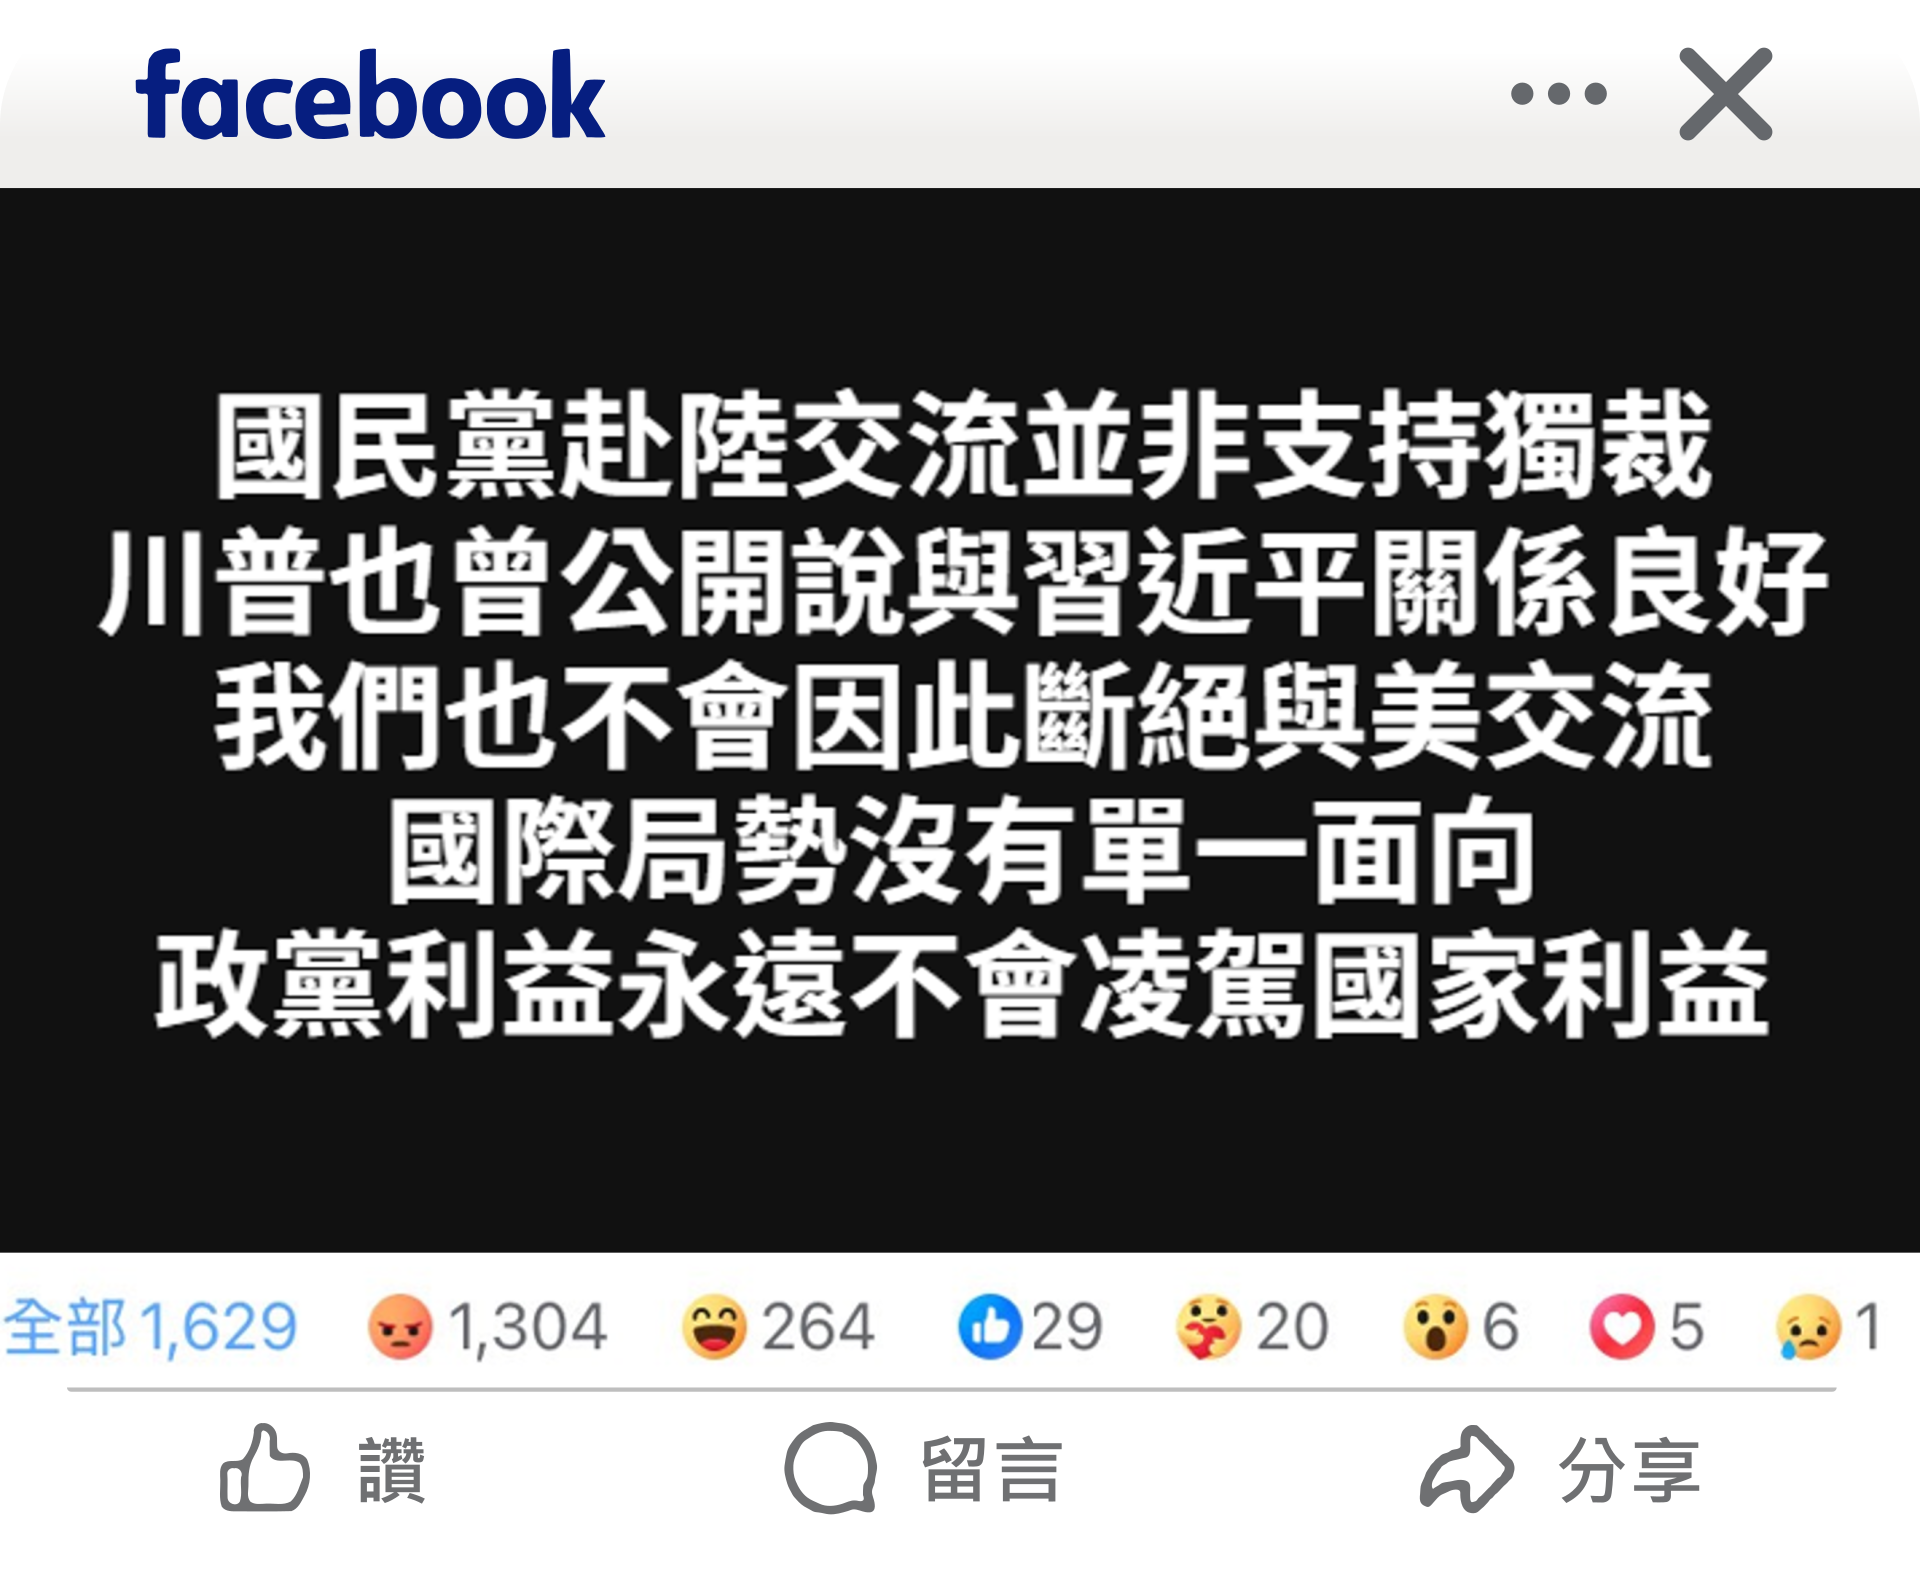 facebook
國民黨赴陸交流並非支持獨裁
川普也曾公開說與習近平關係良好
我們也不會因此斷絕與美交流
國際局勢沒有單一面向
政黨利益永遠不會凌駕國家利益
全部 1,629 1,304 264 29 20 6 5 1
讚 留言 分享